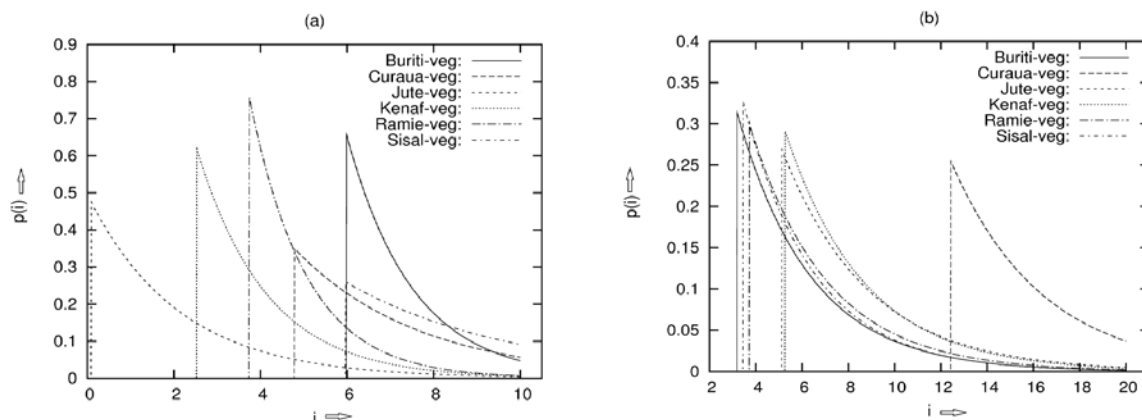 (a)
0.9
0.8
0.7
0.6
0.5
0.4
0.3
0.2
0.1
0
p(i)
Buriti-veg:
Curaua-veg:
Jute-veg:
Kenaf-veg:
Ramie-veg:
Sisal-veg:
0 2 4 6 8 10
i
(b)
0.4
0.35
0.3
0.25
0.2
0.15
0.1
0.05
0
p(i)
Buriti-veg:
Curaua-veg:
Jute-veg:
Kenaf-veg:
Ramie-veg:
Sisal-veg:
2 4 6 8 10 12 14 16 18 20
i